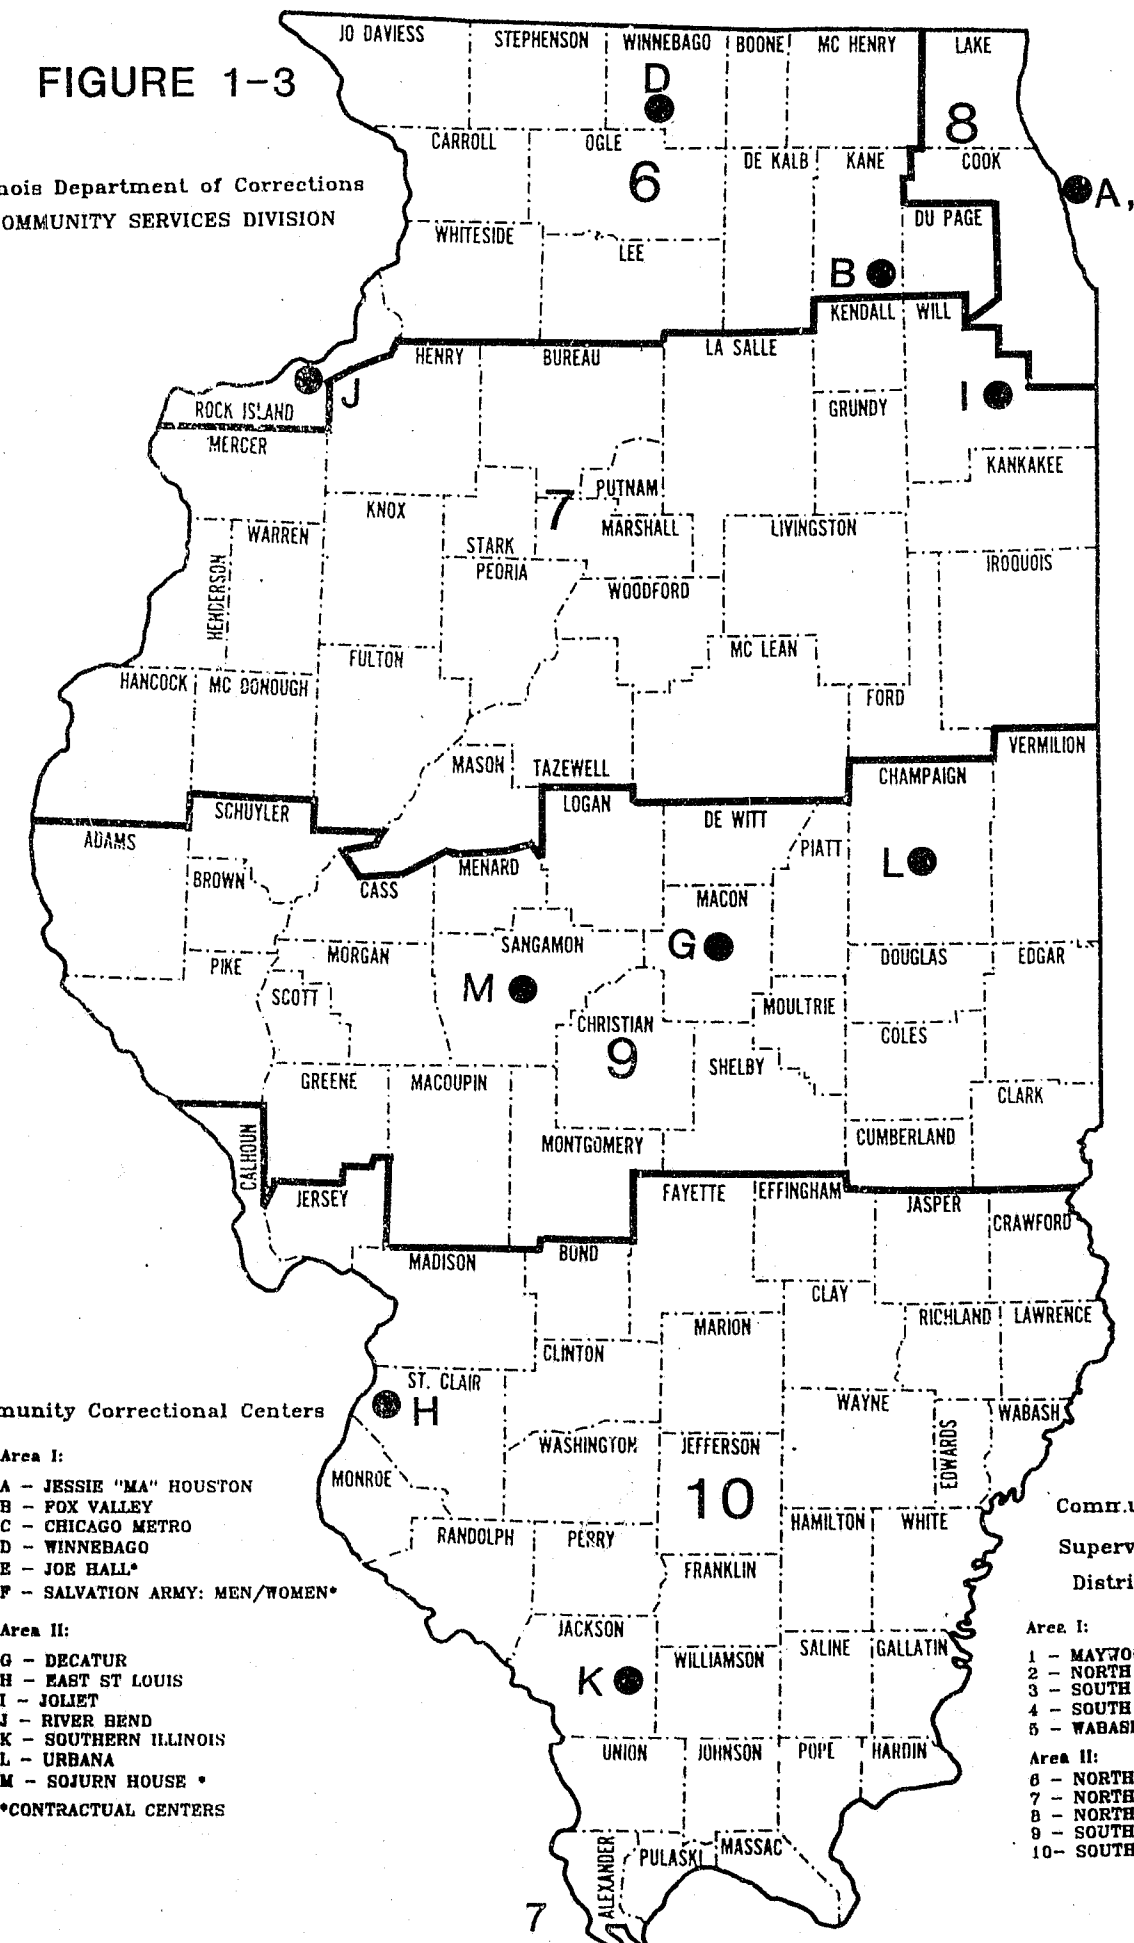 FIGURE 1-3
nois Department of Corrections
OMMUNITY SERVICES DIVISION
JO DAVIESS
STEPHENSON
WINNEBAGO
BOONE
MC HENRY
LAKE
D
8
CARROLL
OGLE
DE KALB
KANE
COOK
6
A,
WHITESIDE
LEE
DU PAGE
B
KENDALL
WILL
HENRY
BUREAU
LA SALLE
J
I
ROCK ISLAND
GRUNDY
MERCER
KANKAKEE
PUTNAM
7
KNOX
WARREN
STARK
MARSHALL
LIVINGSTON
PEORIA
IROQUOIS
HENDERSON
WOODFORD
MC LEAN
FULTON
HANCOCK
MC DONOUGH
FORD
MASON
TAZEWELL
VERMILION
CHAMPAIGN
SCHUYLER
LOGAN
DE WITT
ADAMS
PIATT
BROWN
CASS
MENARD
L
MACON
SANGAMON
G
MORGAN
PIKE
DOUGLAS
EDGAR
SCOTT
M
MOULTRIE
CHRISTIAN
COLES
9
SHELBY
GREENE
MACOUPIN
CLARK
CALHOUN
MONTGOMERY
CUMBERLAND
JERSEY
FAYETTE
EFFINGHAM
JASPER
CRAWFORD
MADISON
BOND
CLAY
MARION
RICHLAND
LAWRENCE
CLINTON
ST. CLAIR
H
WAYNE
WABASH
WASHINGTON
JEFFERSON
EDWARDS
MONROE
10
RANDOLPH
PERRY
HAMILTON
WHITE
FRANKLIN
JACKSON
WILLIAMSON
SALINE
GALLATIN
K
UNION
JOHNSON
POPE
HARDIN
ALEXANDER
PULASKI
MASSAC
munity Correctional Centers
Area I:
A - JESSIE "MA" HOUSTON
B - FOX VALLEY
C - CHICAGO METRO
D - WINNEBAGO
E - JOE HALL*
F - SALVATION ARMY: MEN/WOMEN*
Area II:
G - DECATUR
H - EAST ST LOUIS
I - JOLIET
J - RIVER BEND
K - SOUTHERN ILLINOIS
L - URBANA
M - SOJURN HOUSE *
*CONTRACTUAL CENTERS
Comm
Superv
Distri
Area I:
1 - MAYWO
2 - NORTH
3 - SOUTH
4 - SOUTH
5 - WABAS
Area II:
6 - NORTH
7 - NORTH
8 - NORTH
9 - SOUTH
10- SOUTH
7